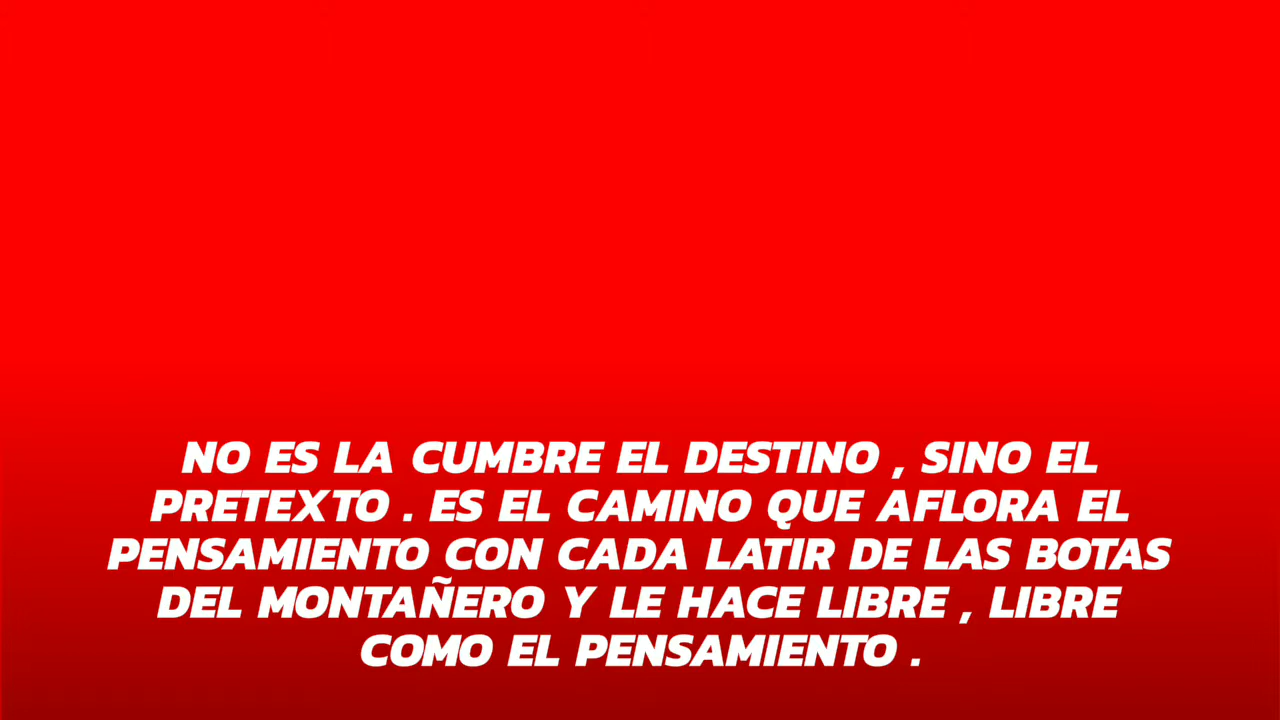 NO ES LA CUMBRE EL DESTINO , SINO EL
PRETEXTO . ES EL CAMINO QUE AFLORA EL
PENSAMIENTO CON CADA LATIR DE LAS BOTAS
DEL MONTAÑERO Y LE HACE LIBRE , LIBRE
COMO EL PENSAMIENTO .